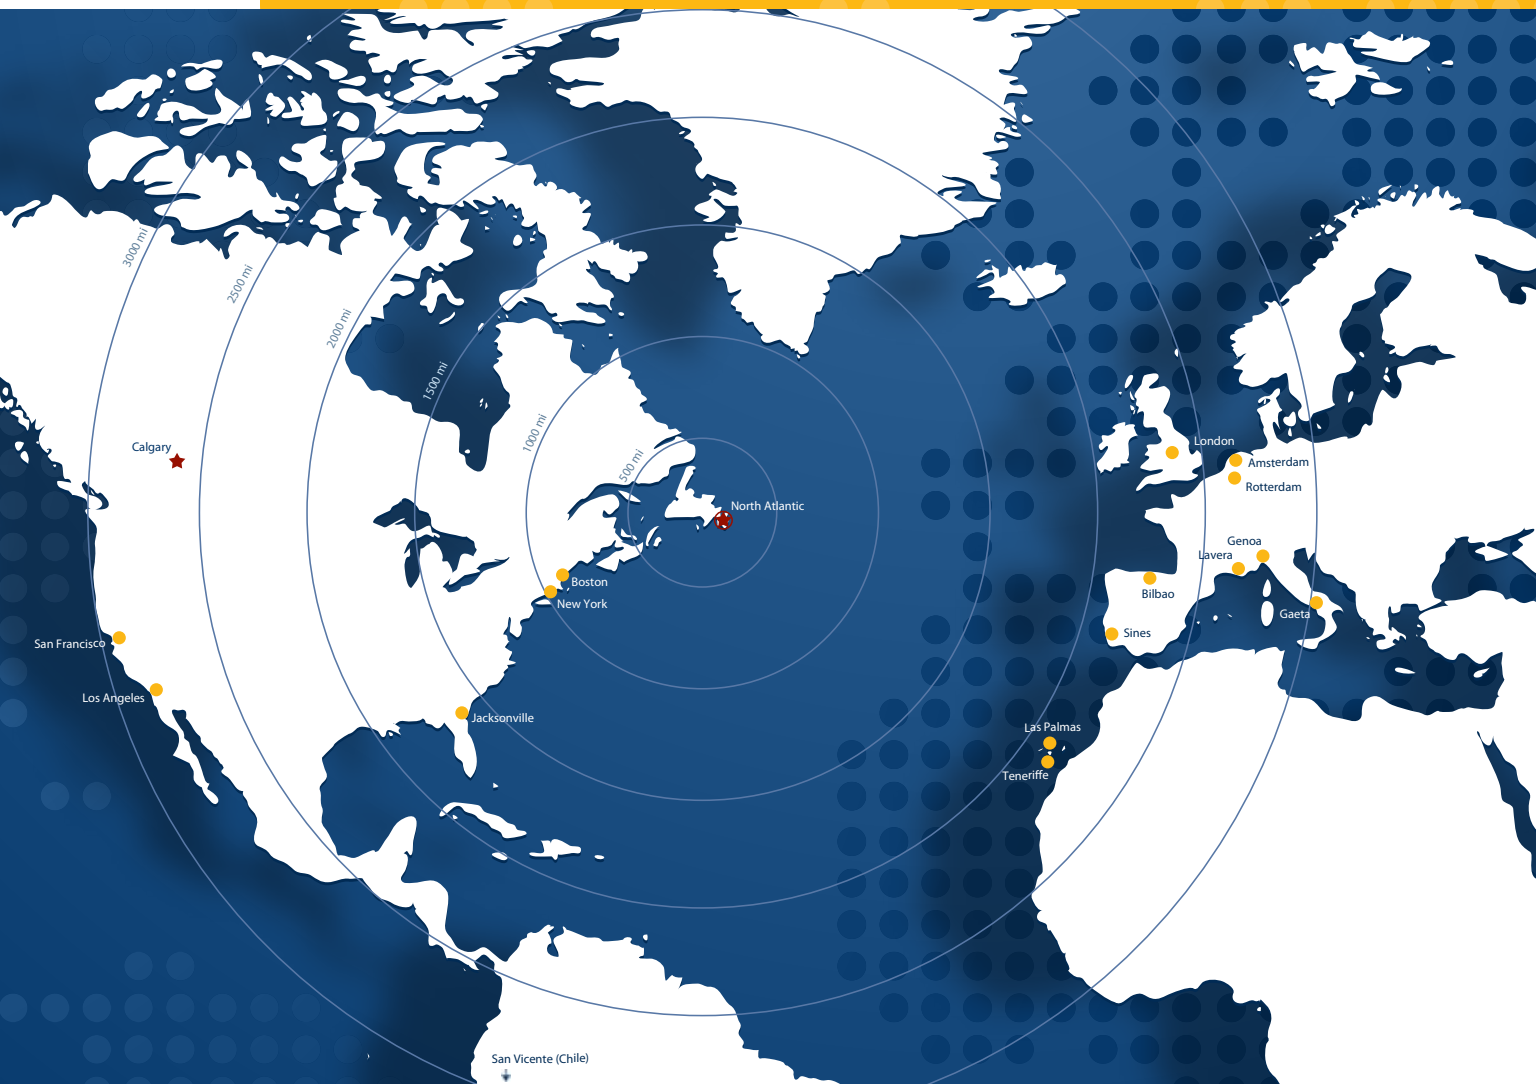 3000 mi
2500 mi
2000 mi
1500 mi
1000 mi
500 mi
Calgary
London
Amsterdam
Rotterdam
North Atlantic
Genoa
Lavera
Boston
Bilbao
New York
Gaeta
Sines
San Francisco
Los Angeles
Jacksonville
Las Palmas
Teneriffe
San Vicente (Chile)